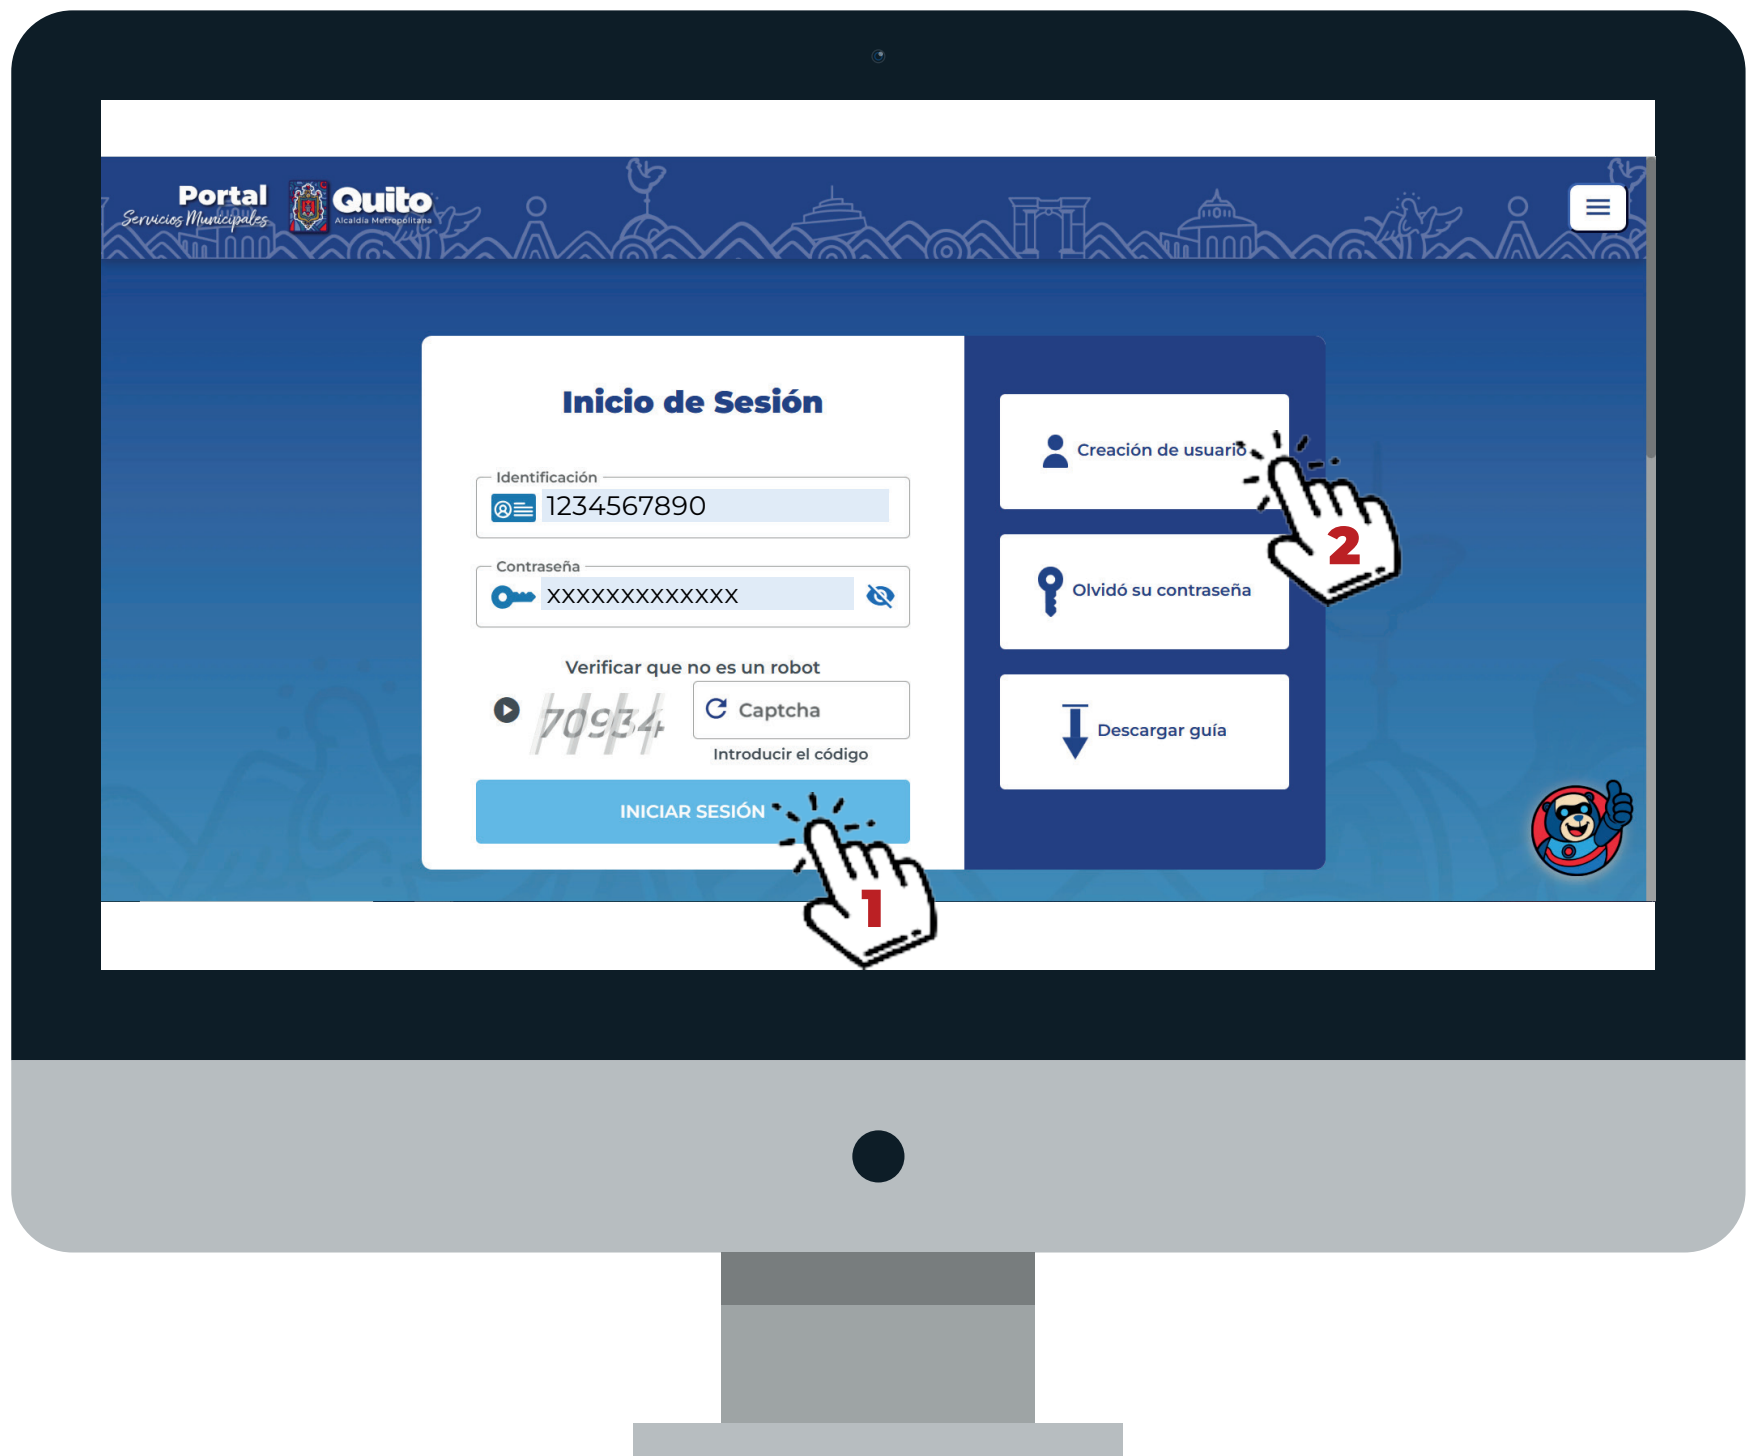 Portal
Servicios Municipales
Quito
Alcaldía Metropolitana
Inicio de Sesión
Identificación
1234567890
Contraseña
XXXXXXXXXXXXX
Verificar que no es un robot
70934
Captcha
Introducir el código
INICIAR SESIÓN
1
Creación de usuario
2
Olvidó su contraseña
Descargar guía